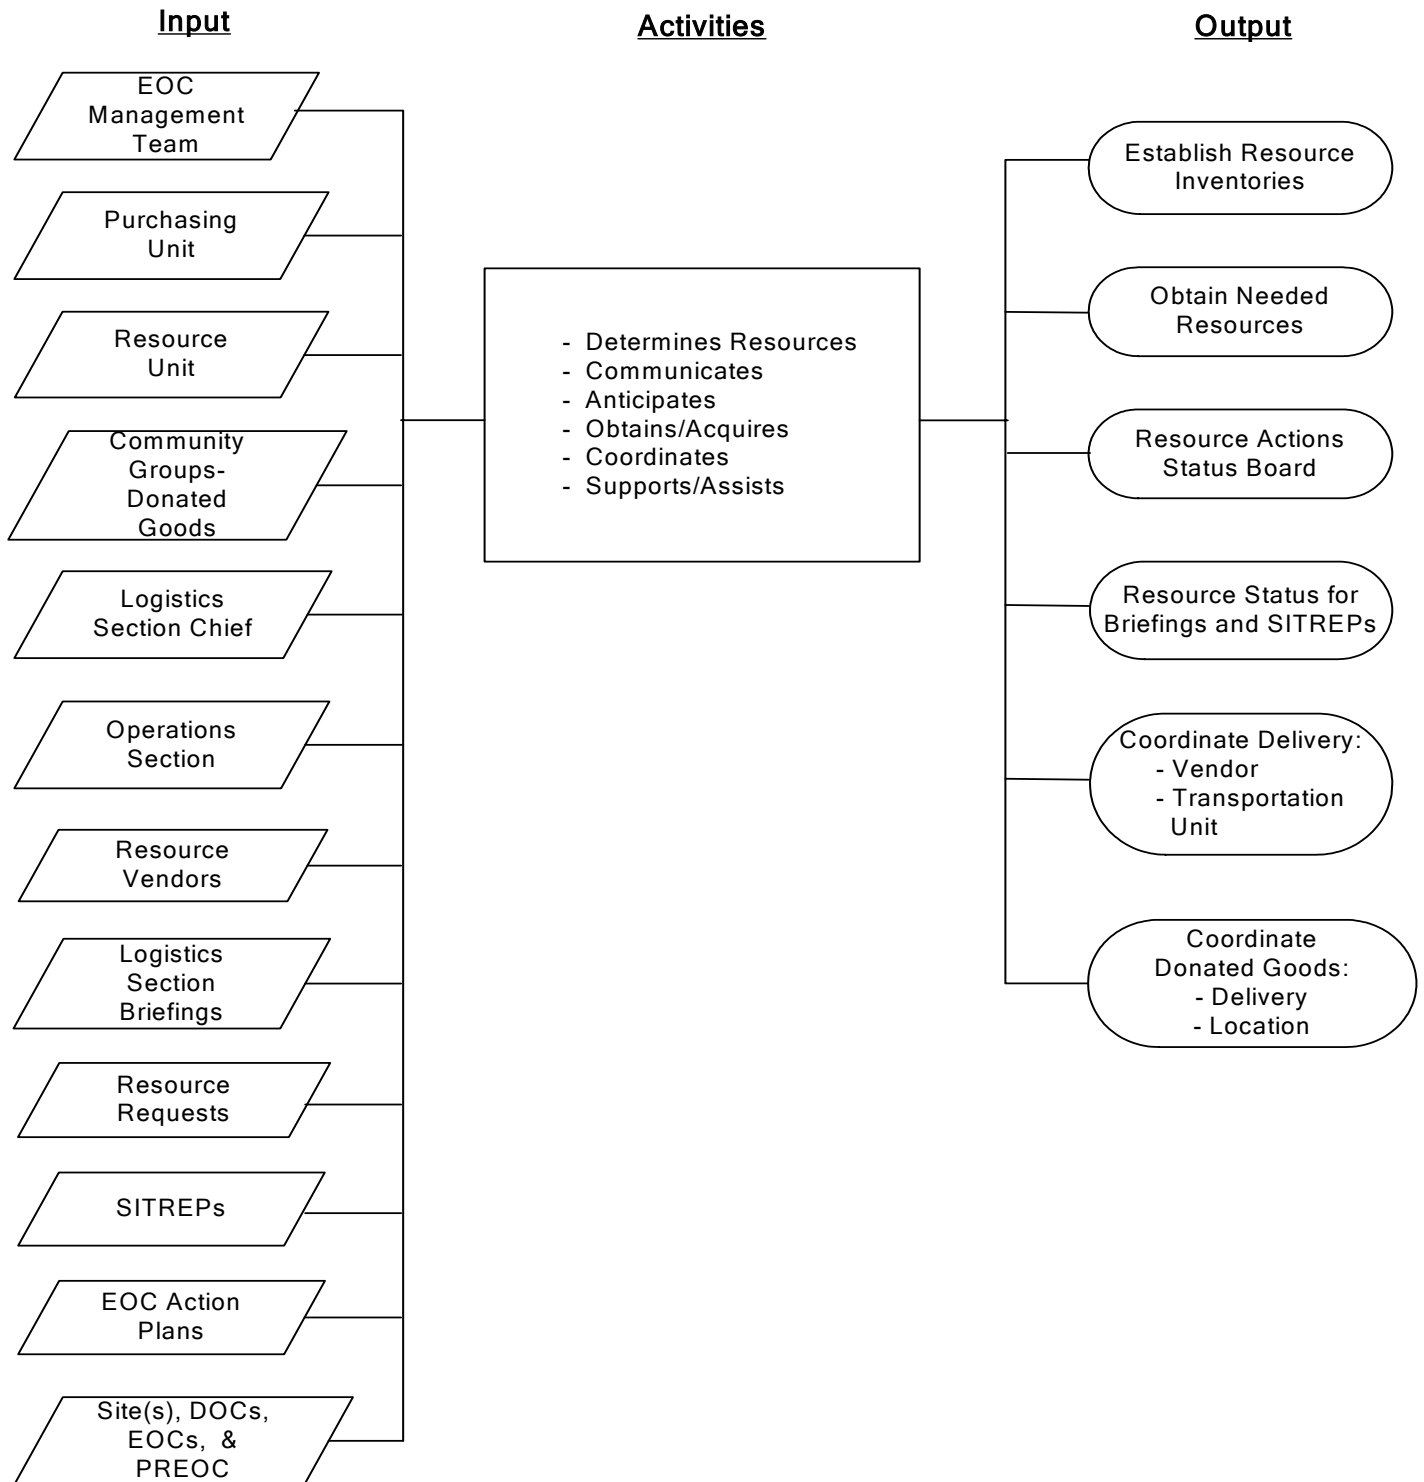 Input
Activities
Output
EOC
Management
Team
Purchasing
Unit
Resource
Unit
Community
Groups-
Donated
Goods
Logistics
Section Chief
Operations
Section
Resource
Vendors
Logistics
Section
Briefings
Resource
Requests
SITREPs
EOC Action
Plans
Site(s), DOCs,
EOCs, &
PREOC
- Determines Resources
- Communicates
- Anticipates
- Obtains/Acquires
- Coordinates
- Supports/Assists
Establish Resource
Inventories
Obtain Needed
Resources
Resource Actions
Status Board
Resource Status for
Briefings and SITREPs
Coordinate Delivery:
- Vendor
- Transportation
Unit
Coordinate
Donated Goods:
- Delivery
- Location